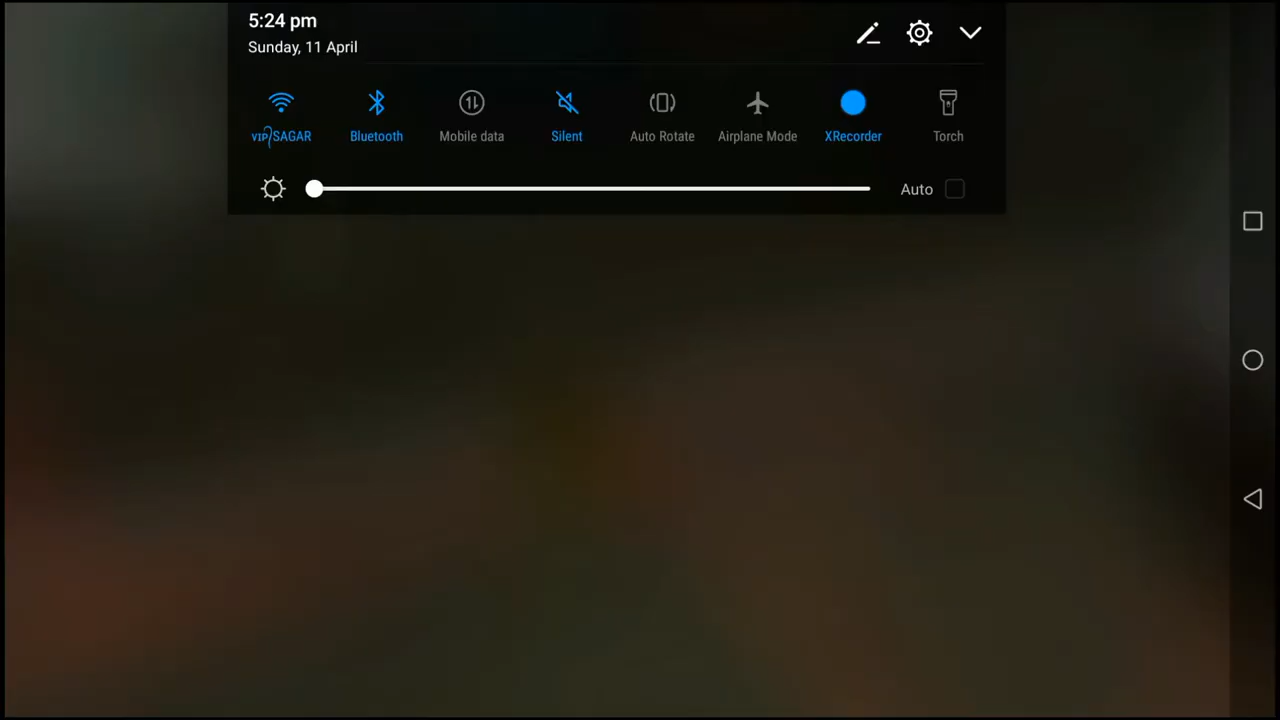 5:24 pm
Sunday, 11 April
VIP SAGAR Bluetooth Mobile data Silent Auto Rotate Airplane Mode XRecorder Torch
Auto